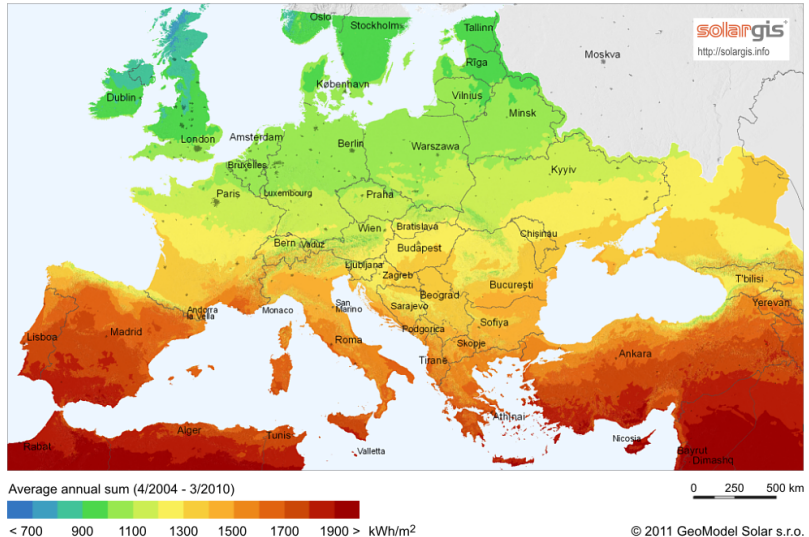 Oslo
Stockholm
Tallinn
solargis
http://solargis.info
Rīga
Moskva
København
Dublin
Vilnius
Minsk
London
Amsterdam
Berlin
Warszawa
Bruxelles
Kyyiv
Paris
Luxembourg
Praha
Wien
Bratislava
Chişinau
Bern
Vaduz
Budapest
Ljubljana
Zagreb
T'bilisi
Bucureşti
Beograd
Yerevan
San
Marino
Sarajevo
Andorra
la Vella
Monaco
Sofiya
Podgorica
Madrid
Lisboa
Roma
Skopje
Ankara
Tiranë
Athínai
Alger
Tunis
Nicosia
Rabat
Valletta
Bayrut
Dimashq
Average annual sum (4/2004 - 3/2010)
0 250 500 km
< 700 900 1100 1300 1500 1700 1900 > kWh/m2
© 2011 GeoModel Solar s.r.o.